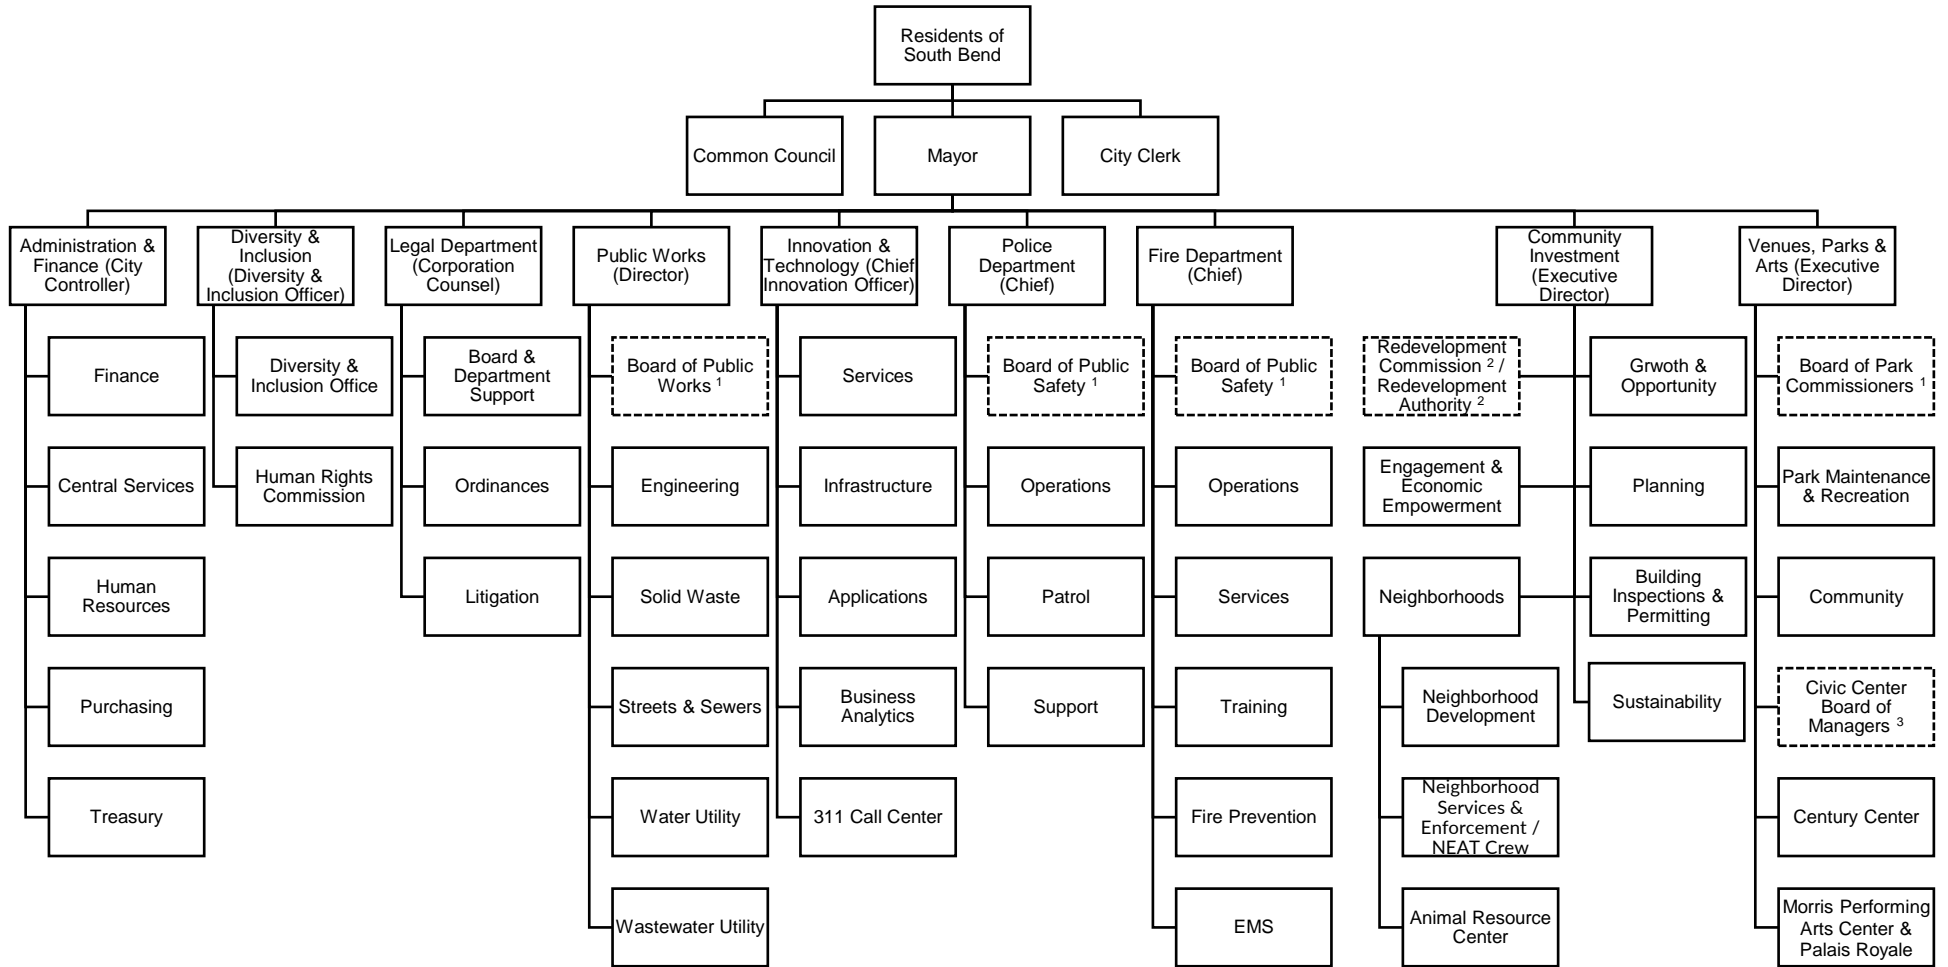 Residents of
South Bend
Common Council
Mayor
City Clerk
Administration &
Finance (City
Controller)
Diversity &
Inclusion
(Diversity &
Inclusion Officer)
Legal Department
(Corporation
Counsel)
Public Works
(Director)
Innovation &
Technology (Chief
Innovation Officer)
Police
Department
(Chief)
Fire Department
(Chief)
Community
Investment
(Executive
Director)
Venues, Parks &
Arts (Executive
Director)
Finance
Central Services
Human
Resources
Purchasing
Treasury
Diversity &
Inclusion Office
Human Rights
Commission
Board &
Department
Support
Ordinances
Litigation
Board of Public
Works ¹
Engineering
Solid Waste
Streets & Sewers
Water Utility
Wastewater Utility
Services
Infrastructure
Applications
Business
Analytics
311 Call Center
Board of Public
Safety ¹
Operations
Patrol
Support
Board of Public
Safety ¹
Operations
Services
Training
Fire Prevention
EMS
Redevelopment
Commission ² /
Redevelopment
Authority ²
Engagement &
Economic
Empowerment
Neighborhoods
Neighborhood
Development
Neighborhood
Services &
Enforcement /
NEAT Crew
Animal Resource
Center
Grwoth &
Opportunity
Planning
Building
Inspections &
Permitting
Sustainability
Board of Park
Commissioners ¹
Park Maintenance
& Recreation
Community
Civic Center
Board of
Managers ³
Century Center
Morris Performing
Arts Center &
Palais Royale